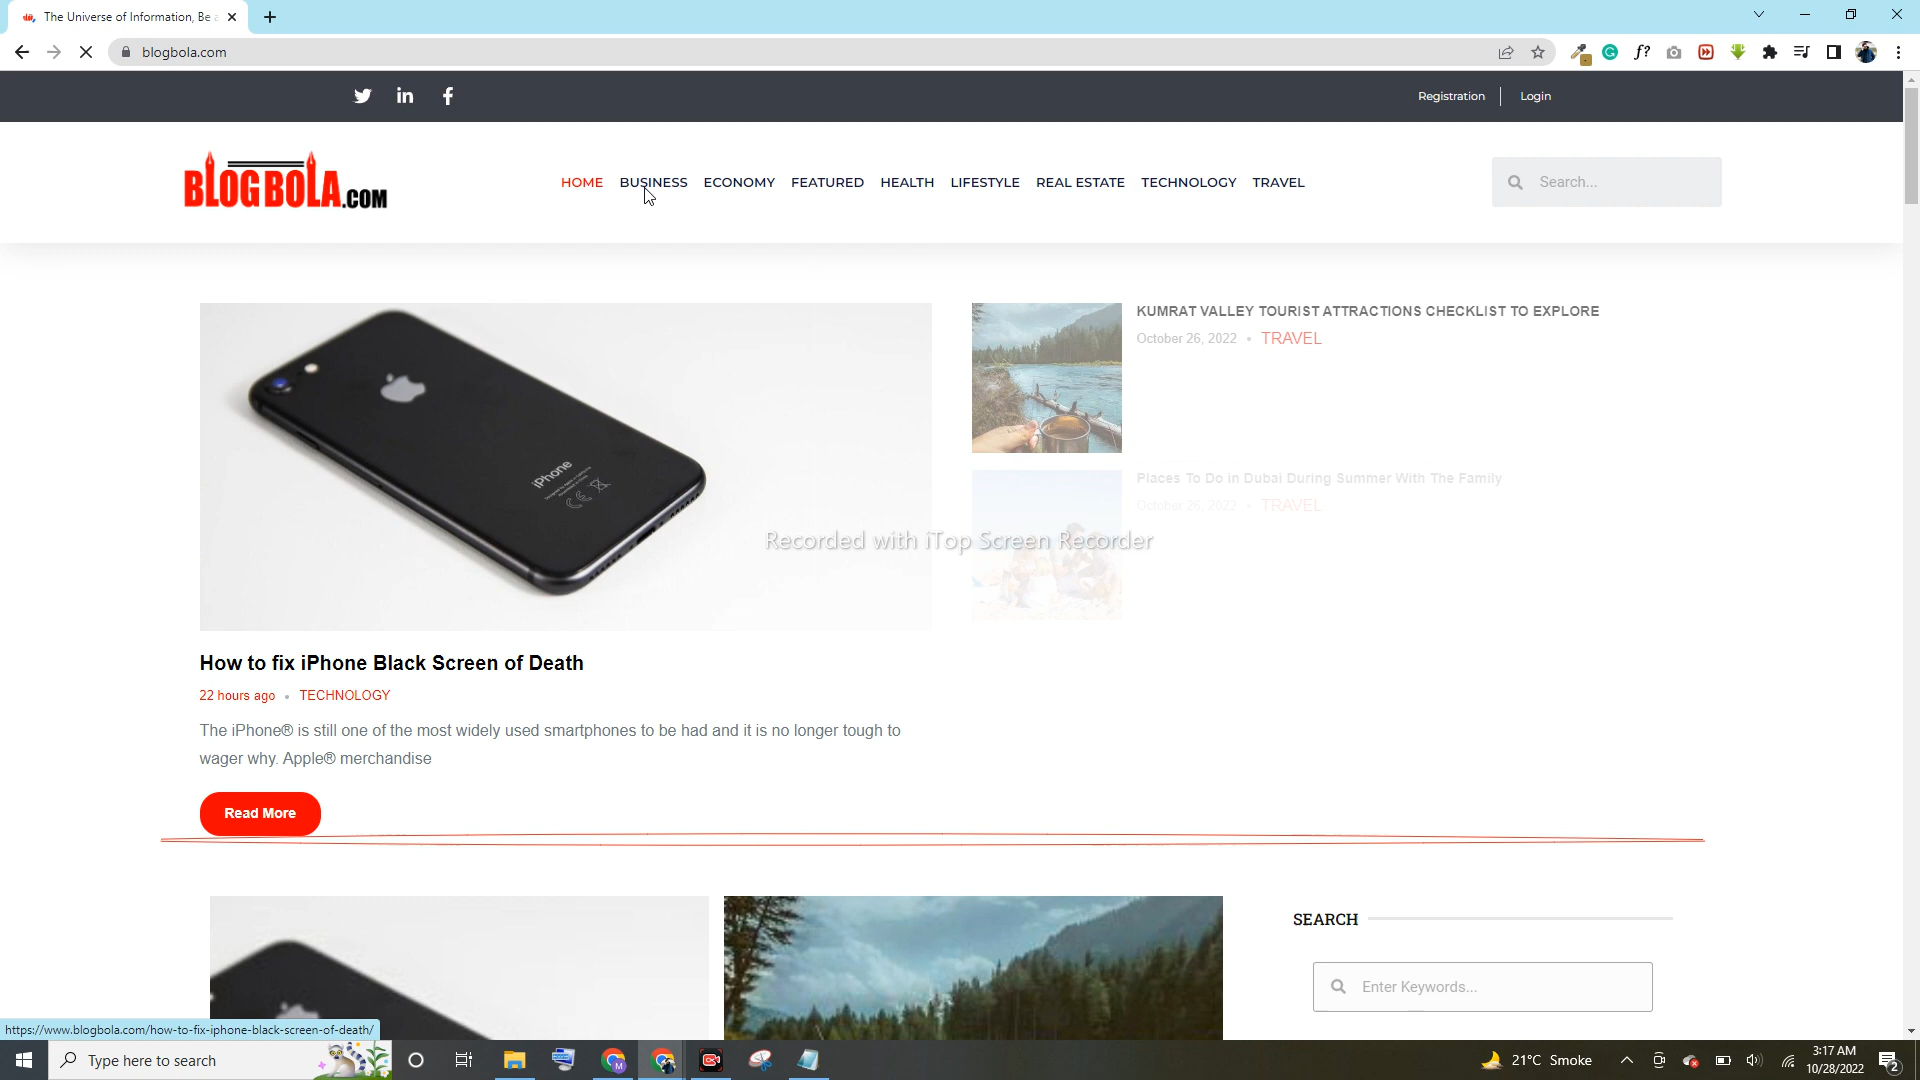 The Universe of Information, Be a
blogbola.com
Registration
Login
BLOGBOLA.COM
HOME
BUSINESS
ECONOMY
FEATURED
HEALTH
LIFESTYLE
REAL ESTATE
TECHNOLOGY
TRAVEL
Search...
iPhone
KUMRAT VALLEY TOURIST ATTRACTIONS CHECKLIST TO EXPLORE
October 26, 2022 • TRAVEL
Places To Do in Dubai During Summer With The Family
October 26, 2022 • TRAVEL
Recorded with iTop Screen Recorder
How to fix iPhone Black Screen of Death
22 hours ago • TECHNOLOGY
The iPhone® is still one of the most widely used smartphones to be had and it is no longer tough to
wager why. Apple® merchandise
Read More
SEARCH
Enter Keywords...
https://www.blogbola.com/how-to-fix-iphone-black-screen-of-death/
Type here to search
21°C Smoke
3:17 AM
10/28/2022
2